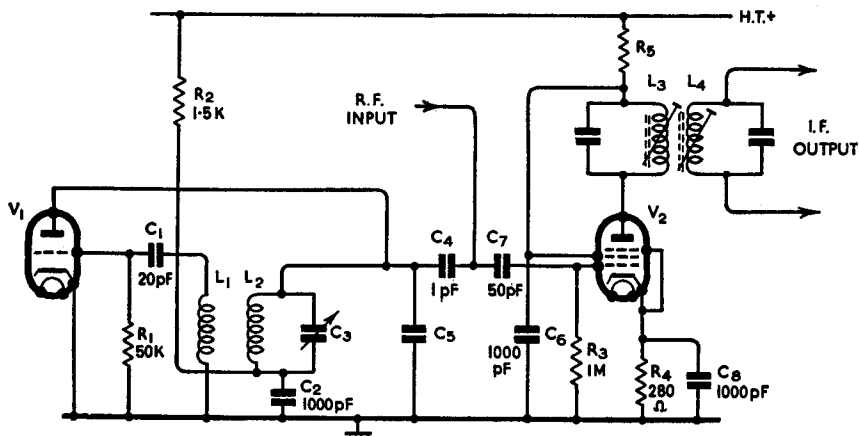 H.T.+
R5
R2
1·5K
R.F.
INPUT
L3
L4
I.F.
OUTPUT
V1
V2
C1
20pF
L1
L2
C3
C4
1pF
C7
50pF
R1
50K
C2
1000pF
C5
C6
1000
pF
R3
1M
R4
280
Ω
C8
1000pF